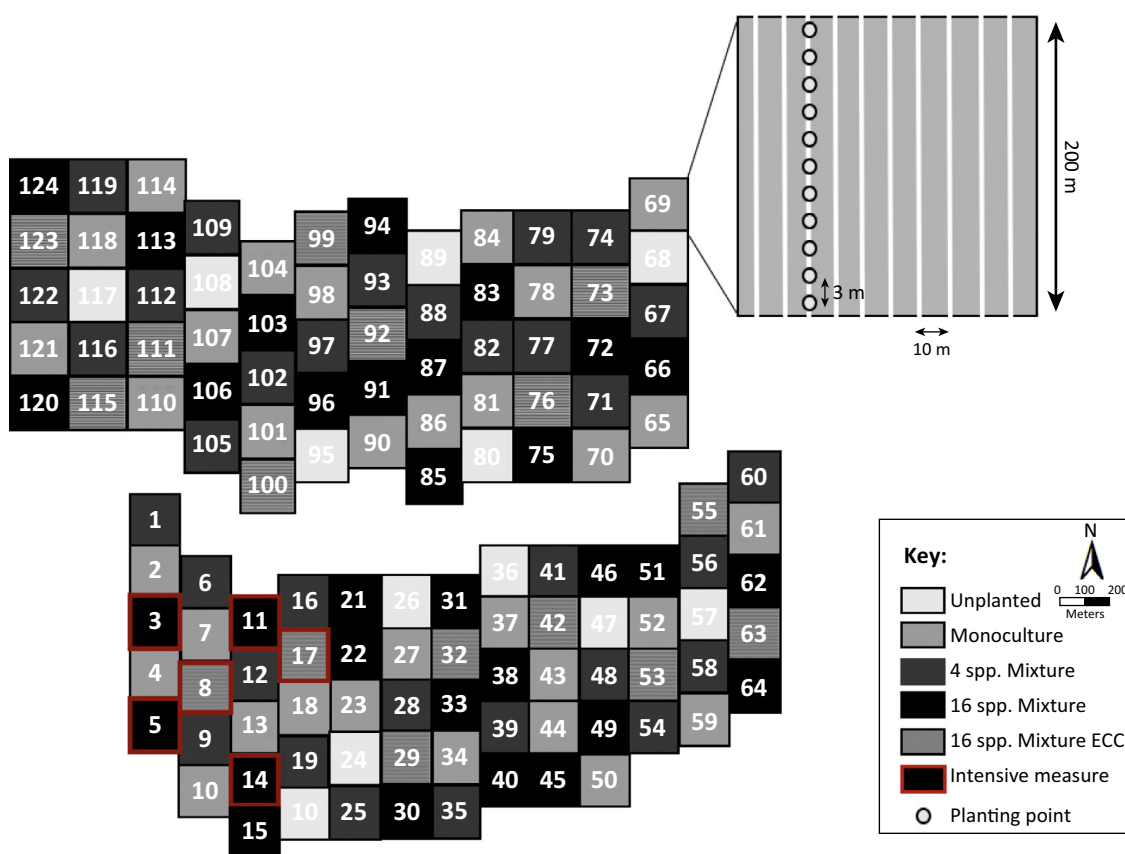 124 119 114
109
123 118 113
108
122 117 112
107
121 116 111
106
120 115 110
105
104
103
102
101
100
99
98
97
96
95
94
93
92
91
90
89
88
87
86
85
84 79 74
83 78 73
82 77 72
81 76 71
80 75 70
69
68
67
66
65
200 m
3 m
10 m
1
2
3
4
5
6
7
8
9
10
11
12
13
14
15
16
17
18
19
10
21
22
23
24
25
26
27
28
29
30
31
32
33
34
35
36 41 46 51
37 42 47 52
38 43 48 53
39 44 49 54
40 45 50
55
56
57
58
59
60
61
62
63
64
Key:
N
0 100 200
Meters
Unplanted
Monoculture
4 spp. Mixture
16 spp. Mixture
16 spp. Mixture ECC
Intensive measure
Planting point